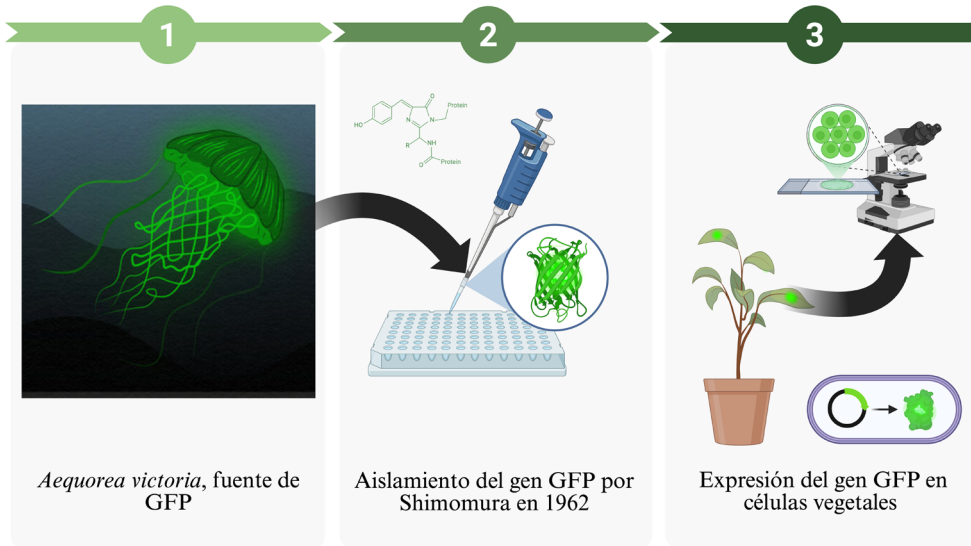 1
2
3
O
Protein
N
N
HO
R
NH
O
Protein
Aequorea victoria, fuente de
GFP
Aislamiento del gen GFP por
Shimomura en 1962
Expresión del gen GFP en
células vegetales